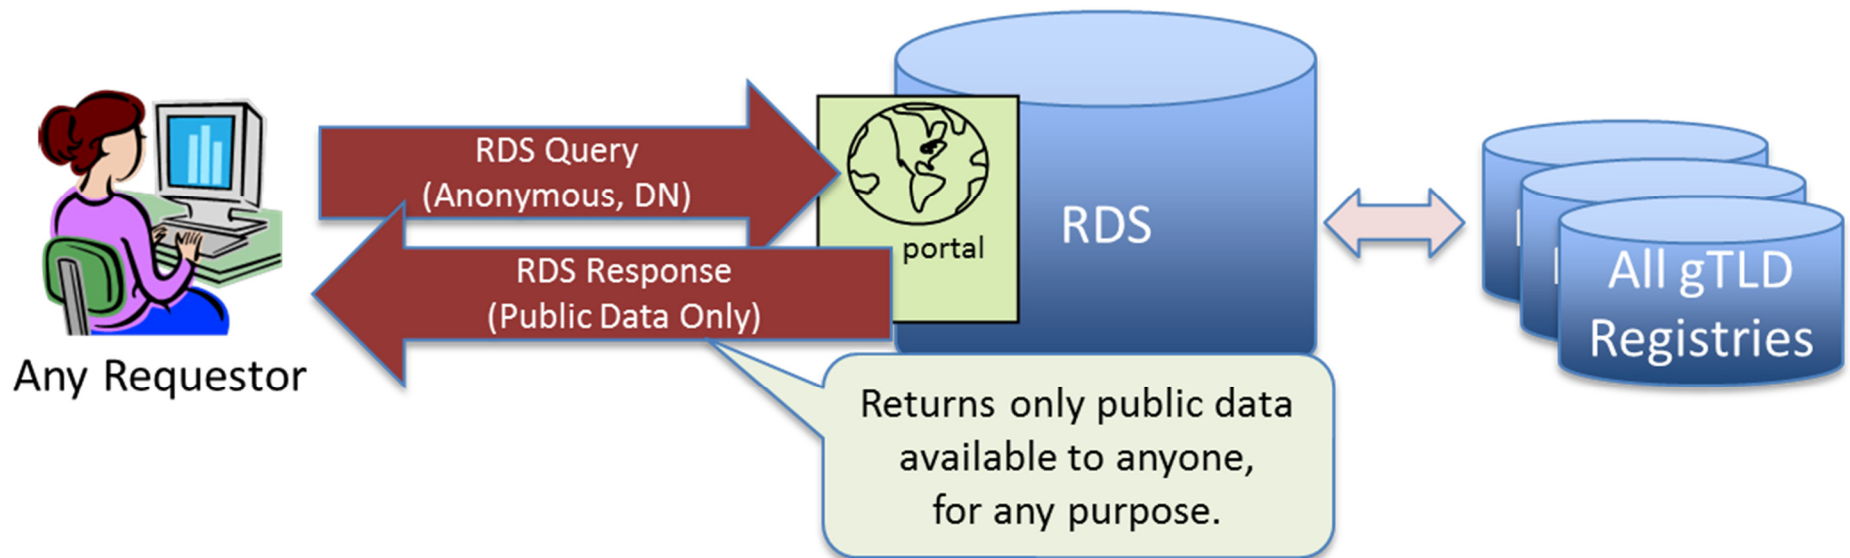 RDS Query
(Anonymous, DN)
RDS Response
(Public Data Only)
portal
RDS
All gTLD
Registries
Any Requestor
Returns only public data
available to anyone,
for any purpose.